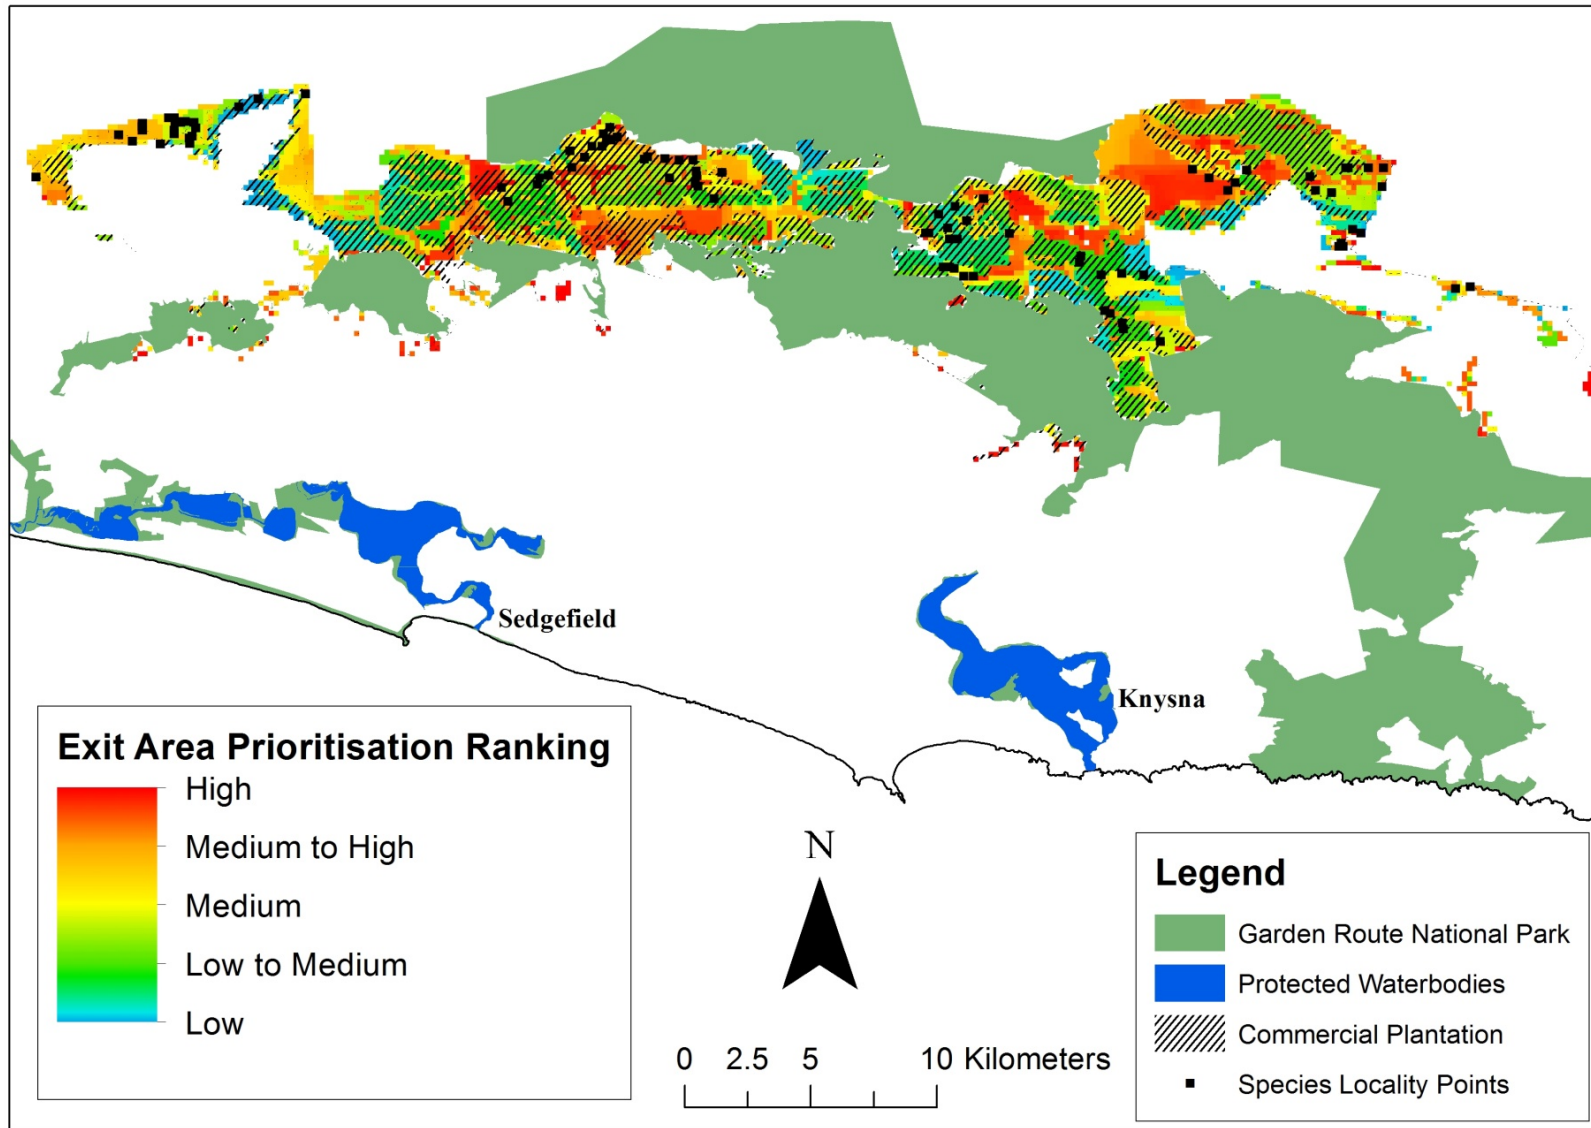 Sedgefield
Knysna
Exit Area Prioritisation Ranking
High
Medium to High
Medium
Low to Medium
Low
N
0 2.5 5 10 Kilometers
Legend
Garden Route National Park
Protected Waterbodies
Commercial Plantation
Species Locality Points